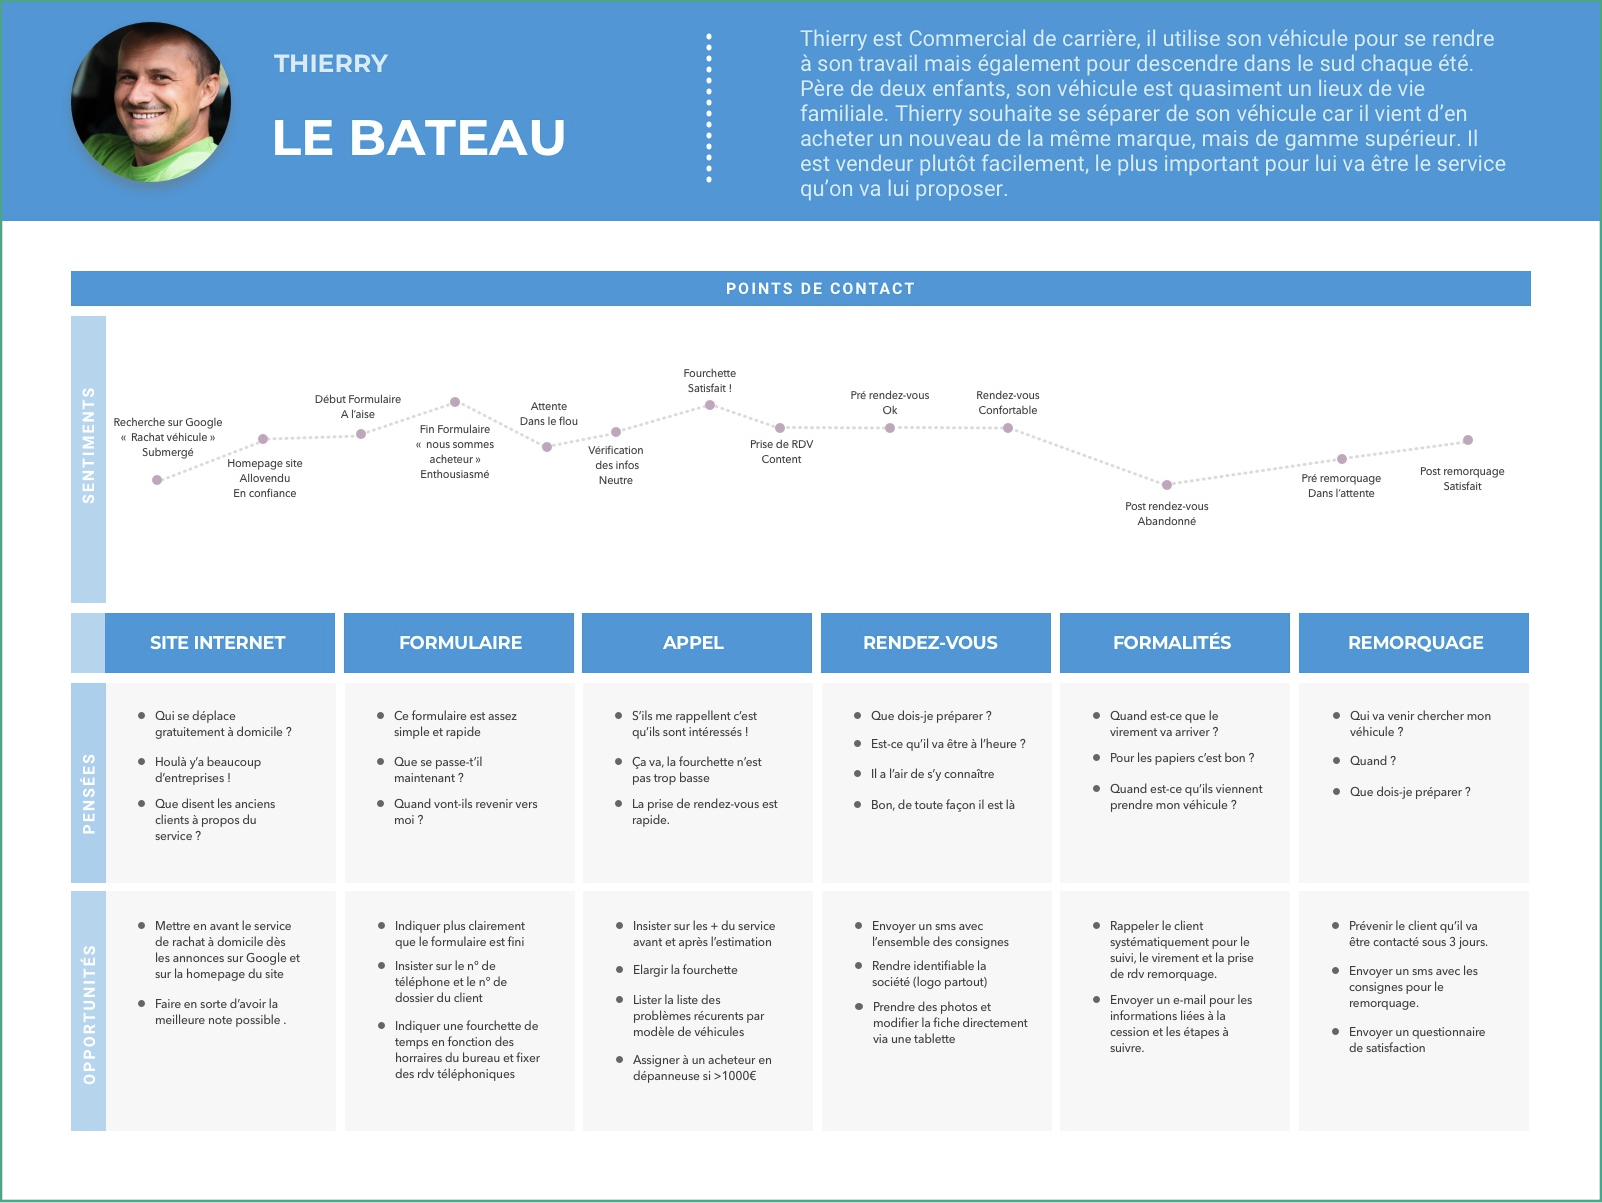 THIERRY
LE BATEAU
Thierry est Commercial de carrière, il utilise son véhicule pour se rendre
à son travail mais également pour descendre dans le sud chaque été.
Père de deux enfants, son véhicule est quasiment un lieux de vie
familiale. Thierry souhaite se séparer de son véhicule car il vient d’en
acheter un nouveau de la même marque, mais de gamme supérieur. Il
est vendeur plutôt facilement, le plus important pour lui va être le service
qu’on va lui proposer.
POINTS DE CONTACT
SENTIMENTS
Recherche sur Google
« Rachat véhicule »
Submergé
Homepage site
Allovendu
En confiance
Début Formulaire
A l’aise
Fin Formulaire
« nous sommes
acheteur »
Enthousiasmé
Attente
Dans le flou
Vérification
des infos
Neutre
Fourchette
Satisfait !
Prise de RDV
Content
Pré rendez-vous
Ok
Rendez-vous
Confortable
Post rendez-vous
Abandonné
Pré remorquage
Dans l’attente
Post remorquage
Satisfait
SITE INTERNET
FORMULAIRE
APPEL
RENDEZ-VOUS
FORMALITÉS
REMORQUAGE
PENSÉES
Qui se déplace
gratuitement à domicile ?
Houlà y’a beaucoup
d’entreprises !
Que disent les anciens
clients à propos du
service ?
Ce formulaire est assez
simple et rapide
Que se passe-t’il
maintenant ?
Quand vont-ils revenir vers
moi ?
S’ils me rappellent c’est
qu’ils sont intéressés !
Ça va, la fourchette n’est
pas trop basse
La prise de rendez-vous est
rapide.
Que dois-je préparer ?
Est-ce qu’il va être à l’heure ?
Il a l’air de s’y connaître
Bon, de toute façon il est là
Quand est-ce que le
virement va arriver ?
Pour les papiers c’est bon ?
Quand est-ce qu’ils viennent
prendre mon véhicule ?
Qui va venir chercher mon
véhicule ?
Quand ?
Que dois-je préparer ?
OPPORTUNITÉS
Mettre en avant le service
de rachat à domicile dès
les annonces sur Google et
sur la homepage du site
Faire en sorte d’avoir la
meilleure note possible .
Indiquer plus clairement
que le formulaire est fini
Insister sur le n° de
téléphone et le n° de
dossier du client
Indiquer une fourchette de
temps en fonction des
horraires du bureau et fixer
des rdv téléphoniques
Insister sur les + du service
avant et après l’estimation
Elargir la fourchette
Lister la liste des
problèmes récurents par
modèle de véhicules
Assigner à un acheteur en
dépanneuse si >1000€
Envoyer un sms avec
l’ensemble des consignes
Rendre identifiable la
société (logo partout)
Prendre des photos et
modifier la fiche directement
via une tablette
Rappeler le client
systématiquement pour le
suivi, le virement et la prise
de rdv remorquage.
Envoyer un e-mail pour les
informations liées à la
cession et les étapes à
suivre.
Prévenir le client qu’il va
être contacté sous 3 jours.
Envoyer un sms avec les
consignes pour le
remorquage.
Envoyer un questionnaire
de satisfaction